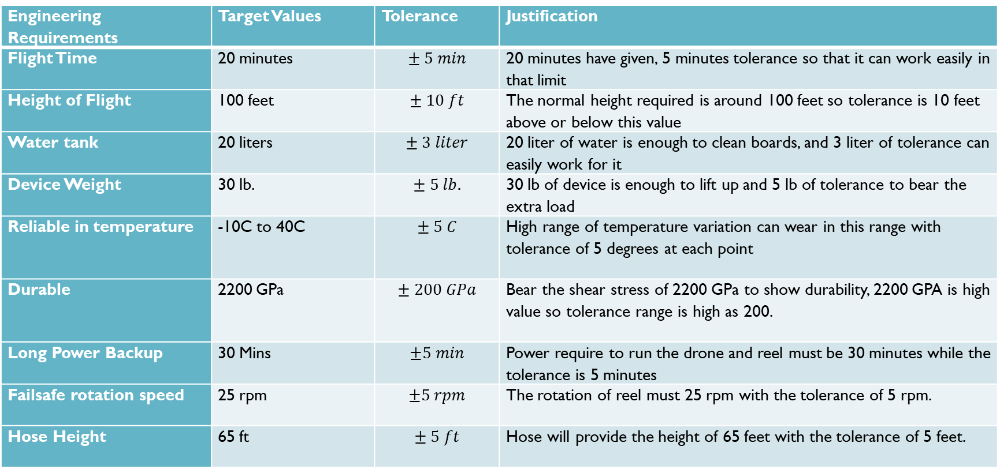 Engineering
Requirements
Target Values
Tolerance
Justification
Flight Time
20 minutes
± 5 min
20 minutes have given, 5 minutes tolerance so that it can work easily in
that limit
Height of Flight
100 feet
± 10 ft
The normal height required is around 100 feet so tolerance is 10 feet
above or below this value
Water tank
20 liters
± 3 liter
20 liter of water is enough to clean boards, and 3 liter of tolerance can
easily work for it
Device Weight
30 lb.
± 5 lb.
30 lb of device is enough to lift up and 5 lb of tolerance to bear the
extra load
Reliable in temperature
-10C to 40C
± 5 C
High range of temperature variation can wear in this range with
tolerance of 5 degrees at each point
Durable
2200 GPa
± 200 GPa
Bear the shear stress of 2200 GPa to show durability, 2200 GPA is high
value so tolerance range is high as 200.
Long Power Backup
30 Mins
±5 min
Power require to run the drone and reel must be 30 minutes while the
tolerance is 5 minutes
Failsafe rotation speed
25 rpm
±5 rpm
The rotation of reel must 25 rpm with the tolerance of 5 rpm.
Hose Height
65 ft
± 5 ft
Hose will provide the height of 65 feet with the tolerance of 5 feet.